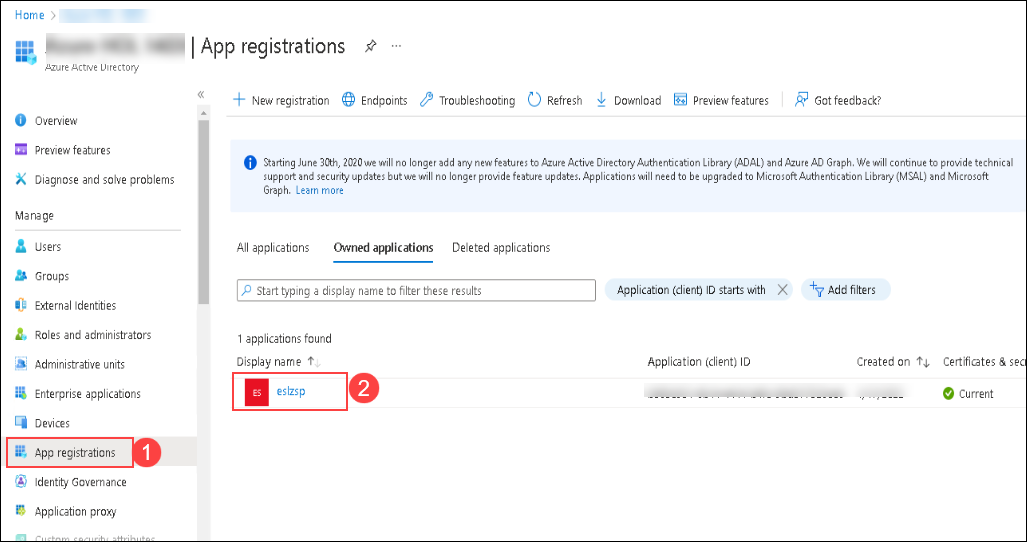 Home
| App registrations
Azure Active Directory
Overview
Preview features
Diagnose and solve problems
Manage
Users
Groups
External Identities
Roles and administrators
Administrative units
Enterprise applications
Devices
App registrations
1
Identity Governance
Application proxy
Custom security attributes
New registration
Endpoints
Troubleshooting
Refresh
Download
Preview features
Got feedback?
Starting June 30th, 2020 we will no longer add any new features to Azure Active Directory Authentication Library (ADAL) and Azure AD Graph. We will continue to provide technical
support and security updates but we will no longer provide feature updates. Applications will need to be upgraded to Microsoft Authentication Library (MSAL) and Microsoft
Graph. Learn more
All applications
Owned applications
Deleted applications
Start typing a display name to filter these results
Application (client) ID starts with
Add filters
1 applications found
Display name
Application (client) ID
Created on
Certificates & sec
ES
eslzsp
2
Current